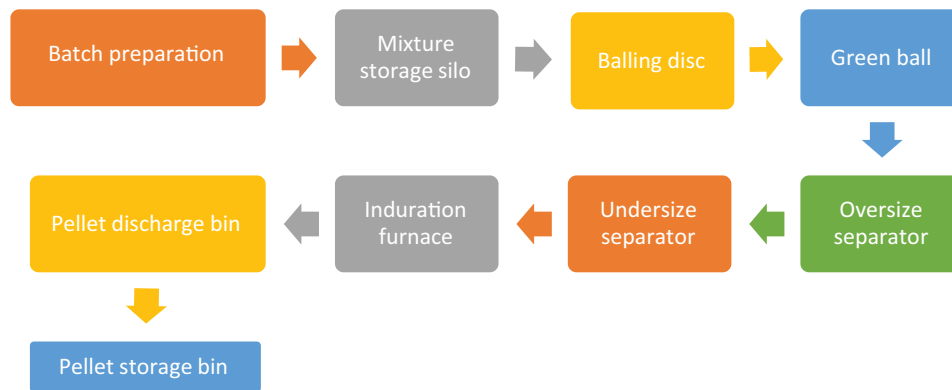 Batch preparation
Mixture
storage silo
Balling disc
Green ball
Oversize
separator
Undersize
separator
Induration
furnace
Pellet discharge bin
Pellet storage bin